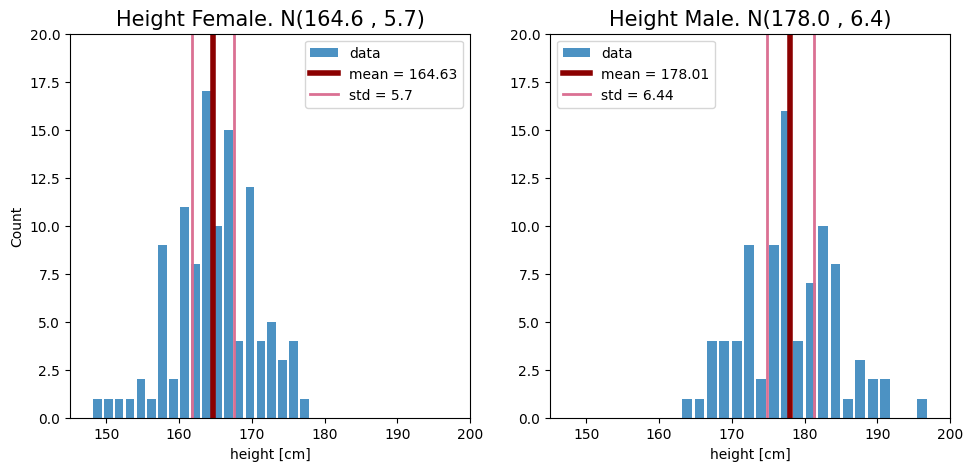 Height Female. N(164.6 , 5.7)
20.0
17.5
15.0
12.5
10.0
7.5
5.0
2.5
0.0
Count
data
mean = 164.63
std = 5.7
150
160
170
180
190
200
height [cm]
Height Male. N(178.0 , 6.4)
20.0
17.5
15.0
12.5
10.0
7.5
5.0
2.5
0.0
data
mean = 178.01
std = 6.44
150
160
170
180
190
200
height [cm]